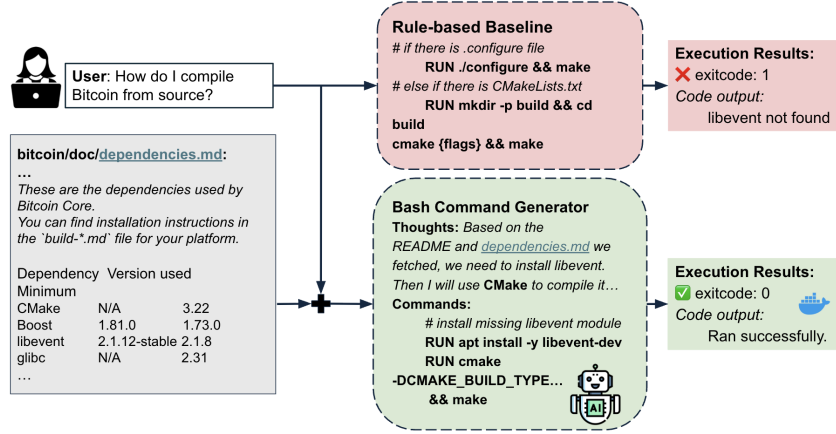 User: How do I compile
Bitcoin from source?
bitcoin/doc/dependencies.md:
…
These are the dependencies used by
Bitcoin Core.
You can find installation instructions in
the `build-*.md` file for your platform.
Dependency Version used
Minimum
CMake N/A 3.22
Boost 1.81.0 1.73.0
libevent 2.1.12-stable 2.1.8
glibc N/A 2.31
…
Rule-based Baseline
# if there is .configure file
RUN ./configure && make
# else if there is CMakeLists.txt
RUN mkdir -p build && cd
build
cmake {flags} && make
Execution Results:
❌ exitcode: 1
Code output:
libevent not found
Bash Command Generator
Thoughts: Based on the
README and dependencies.md we
fetched, we need to install libevent.
Then I will use CMake to compile it…
Commands:
# install missing libevent module
RUN apt install -y libevent-dev
RUN cmake
-DCMAKE_BUILD_TYPE…
&& make
AI
Execution Results:
✅ exitcode: 0
Code output:
Ran successfully.